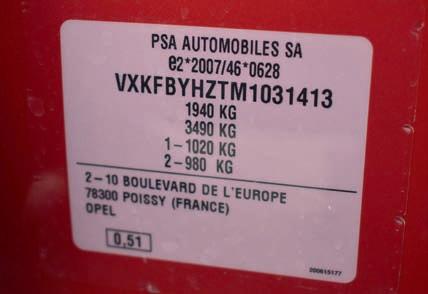 PSA AUTOMOBILES SA
e2*2007/46*0628
VXKFBYHZTM1031413
1940 KG
3490 KG
1-1020 KG
2-980 KG
2-10 BOULEVARD DE L'EUROPE
78300 POISSY (FRANCE)
OPEL
0,51
200615177